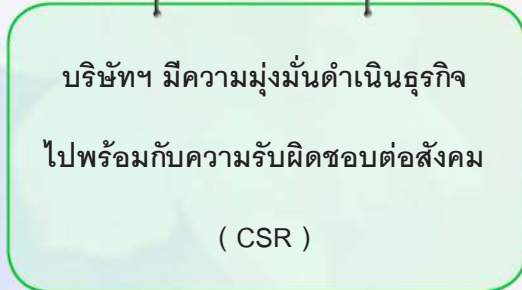 บริษัทฯ มีความมุ่งมั่นดำเนินธุรกิจ
ไปพร้อมกับความรับผิดชอบต่อสังคม
( CSR )